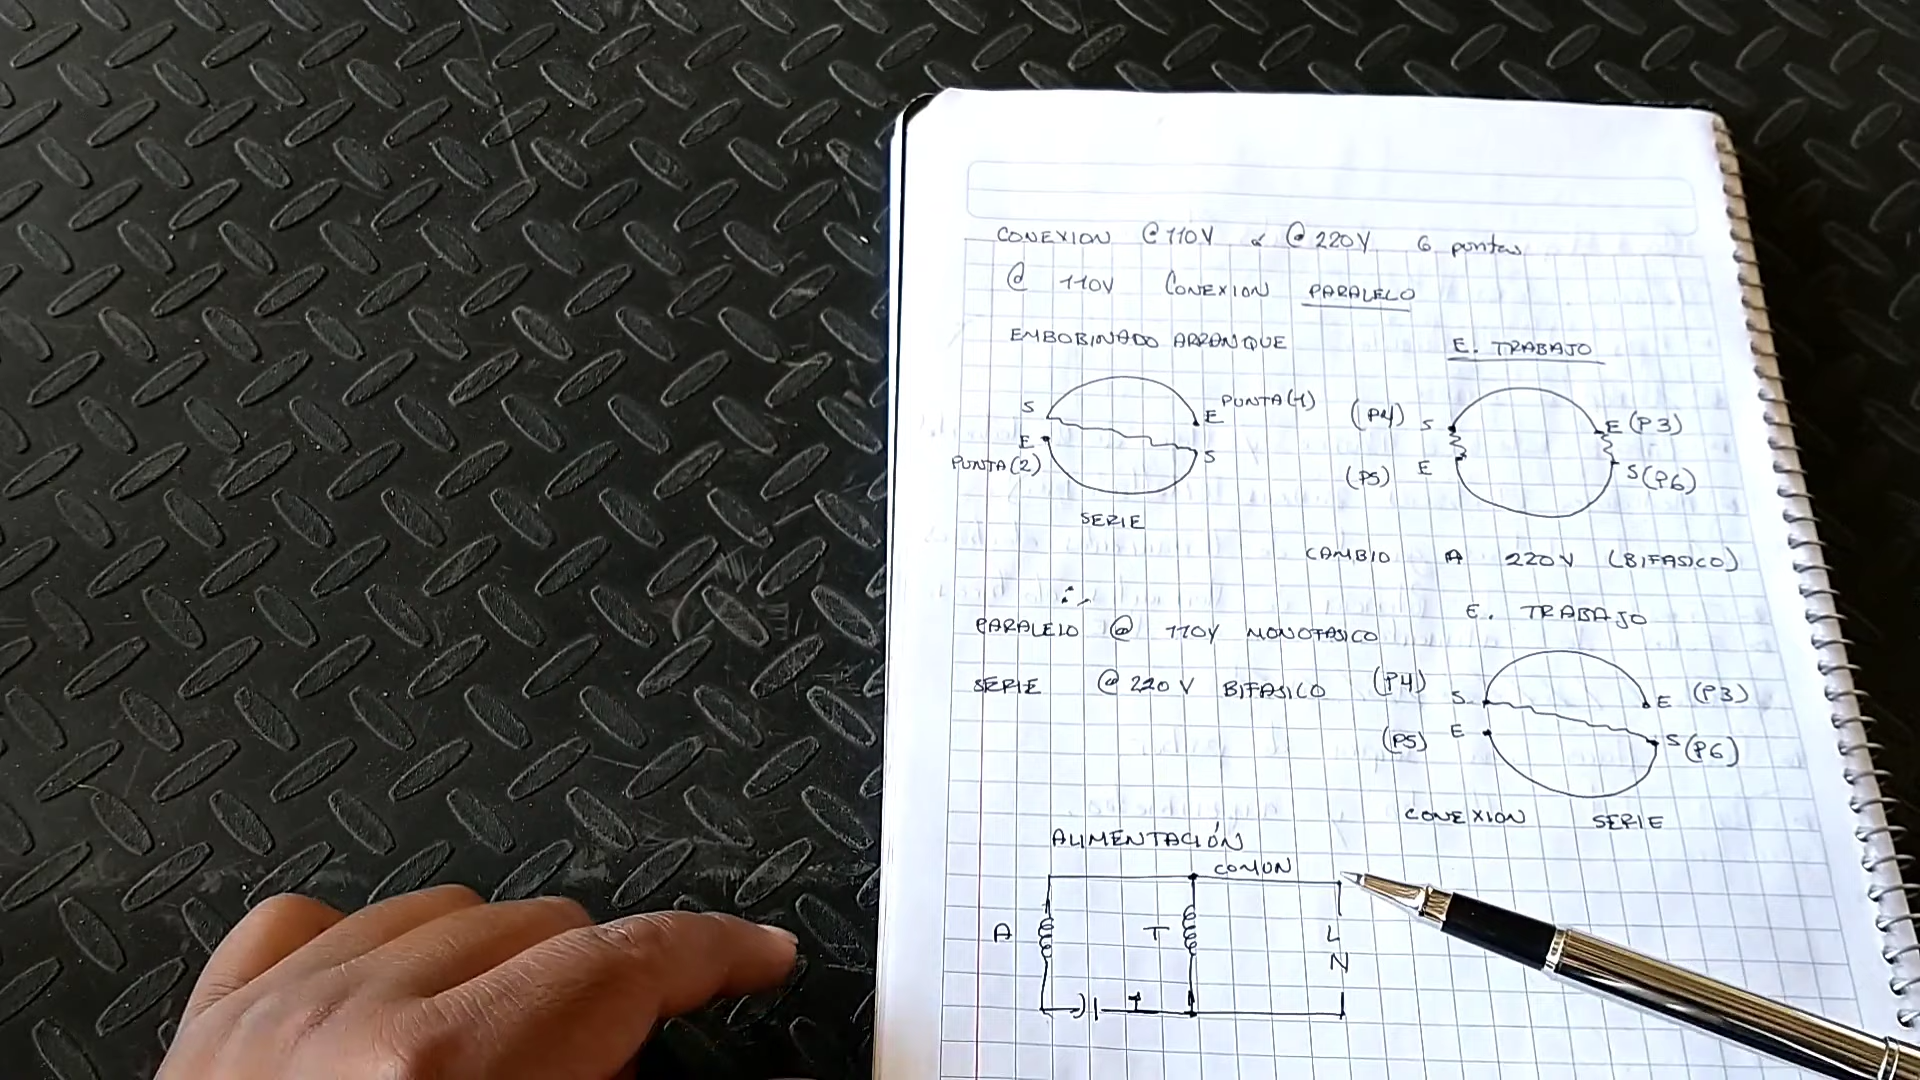 CONEXION @ 110V & @ 220V 6 puntas
@ 110V CONEXION PARALELO
EMBOBINADO ARRANQUE
E. TRABAJO
S
E PUNTA(1)
E
PUNTA(2)
S
SERIE
(P4) S
E (P3)
(P5) E
S(P6)
CAMBIO A 220V (BIFASICO)
PARALELO @ 110V MONOFASICO
SERIE @ 220V BIFASICO
E. TRABAJO
(P4) S
E (P3)
(P5) E
S(P6)
CONEXION SERIE
ALIMENTACIÓN
COMUN
A
T
L
N